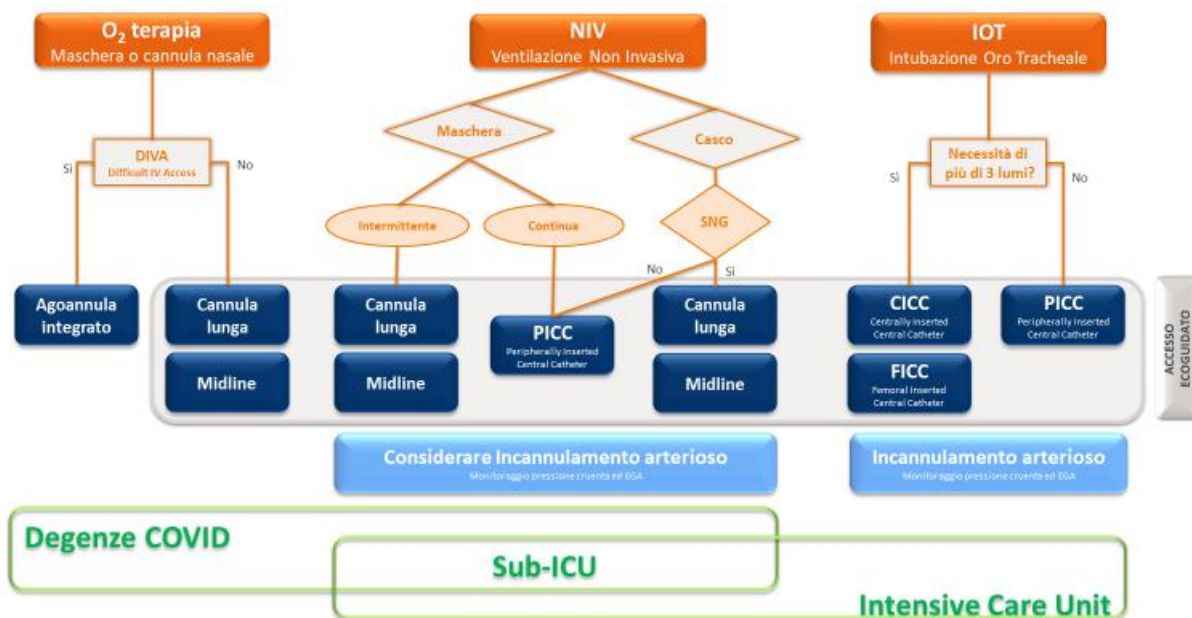 O₂ terapia
Maschera o cannula nasale
NIV
Ventilazione Non Invasiva
IOT
Intubazione Oro Tracheale
Maschera
Casco
DIVA
Difficult IV Access
Sì
No
Necessità di
più di 3 lumi?
Sì
No
Intermittente
Continua
SNG
No
Sì
Agoannula
integrato
Cannula
lunga
Midline
Cannula
lunga
Midline
PICC
Peripherally Inserted
Central Catheter
Cannula
lunga
Midline
CICC
Centrally Inserted
Central Catheter
FICC
Femoral Inserted
Central Catheter
PICC
Peripherally Inserted
Central Catheter
ACCESSO
ECOGUIDATO
Considerare Incannulamento arterioso
Monitoraggio pressione cruenta ed EGA
Incannulamento arterioso
Monitoraggio pressione cruenta ed EGA
Degenze COVID
Sub-ICU
Intensive Care Unit